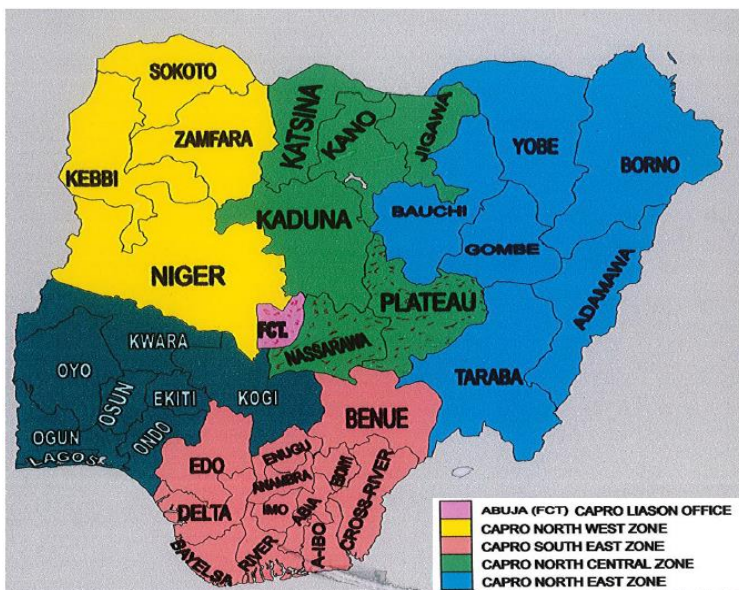 SOKOTO
KATSINA
KANO
JIGAWA
ZAMFARA
YOBE
BORNO
KEBBI
KADUNA
BAUCHI
GOMBE
NIGER
ADAMAWA
PLATEAU
FCT.
NASSARAWA
KWARA
OYO
TARABA
OSUN
EKITI
KOGI
BENUE
OGUN
ONDO
LAGOS
EDO
ENUGU
ANAMBRA
EBONYI
DELTA
IMO
ABIA
CROSS-RIVER
BAYELSA
RIVER
A-IBO
ABUJA (FCT) CAPRO LIASON OFFICE
CAPRO NORTH WEST ZONE
CAPRO SOUTH EAST ZONE
CAPRO NORTH CENTRAL ZONE
CAPRO NORTH EAST ZONE